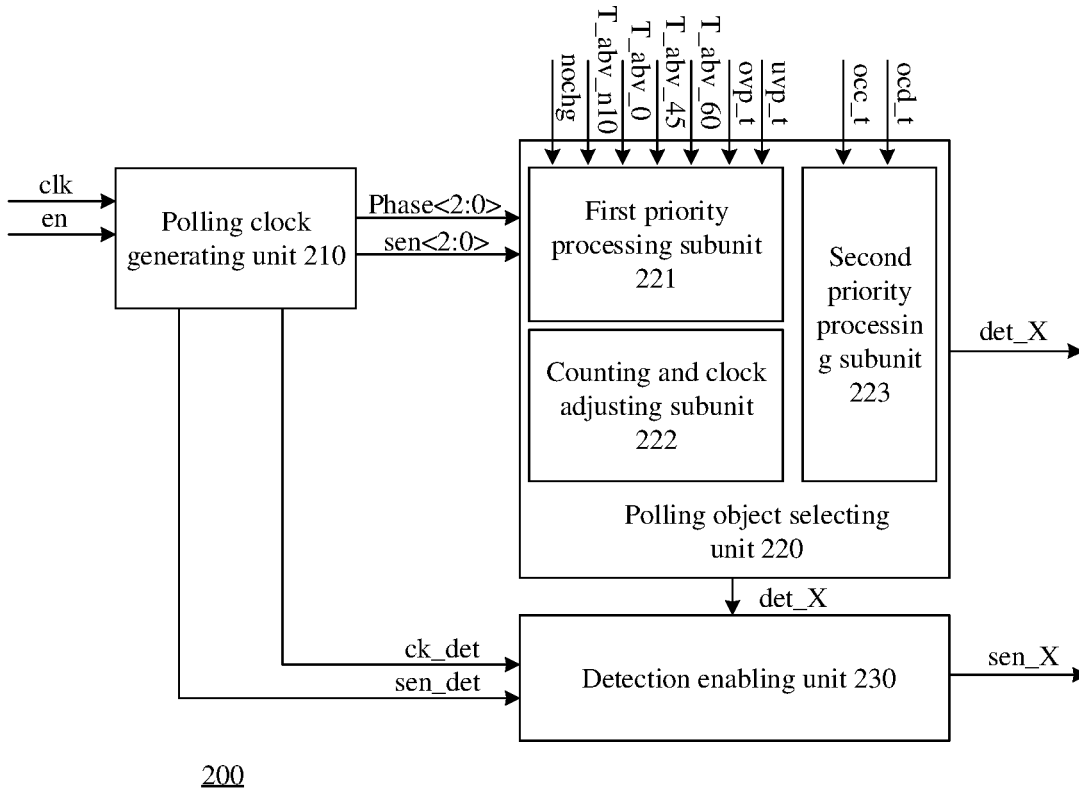 nochg
T_abv_n10
T_abv_0
T_abv_45
T_abv_60
ovp_t
uvp_t
occ_t
ocd_t
clk
en
Polling clock
generating unit 210
Phase<2:0>
sen<2:0>
First priority
processing subunit
221
Counting and clock
adjusting subunit
222
Second
priority
processin
g subunit
223
det_X
Polling object selecting
unit 220
det_X
ck_det
sen_det
Detection enabling unit 230
sen_X
200